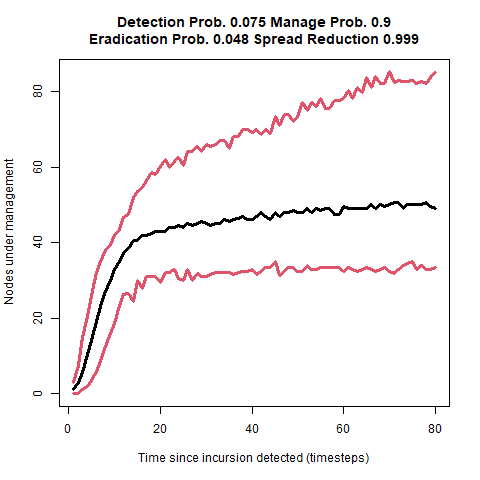 Detection Prob. 0.075 Manage Prob. 0.9
Eradication Prob. 0.048 Spread Reduction 0.999
Nodes under management
80
60
40
20
0
0 20 40 60 80
Time since incursion detected (timesteps)